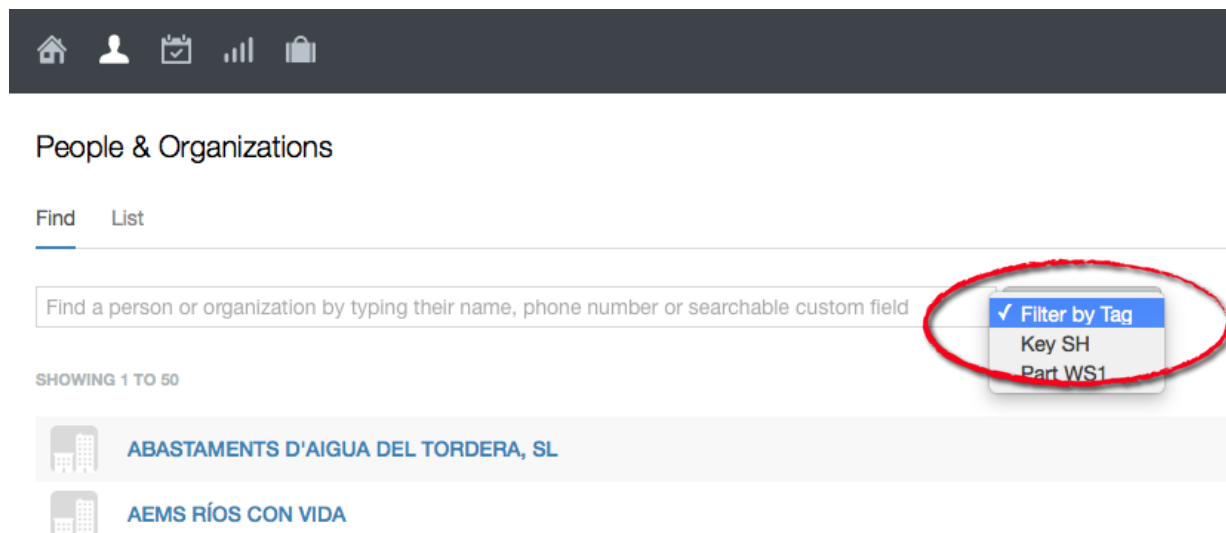 People & Organizations
Find List
Find a person or organization by typing their name, phone number or searchable custom field
✓ Filter by Tag
Key SH
Part WS1
SHOWING 1 TO 50
ABASTAMENTS D'AIGUA DEL TORDERA, SL
AEMS RÍOS CON VIDA